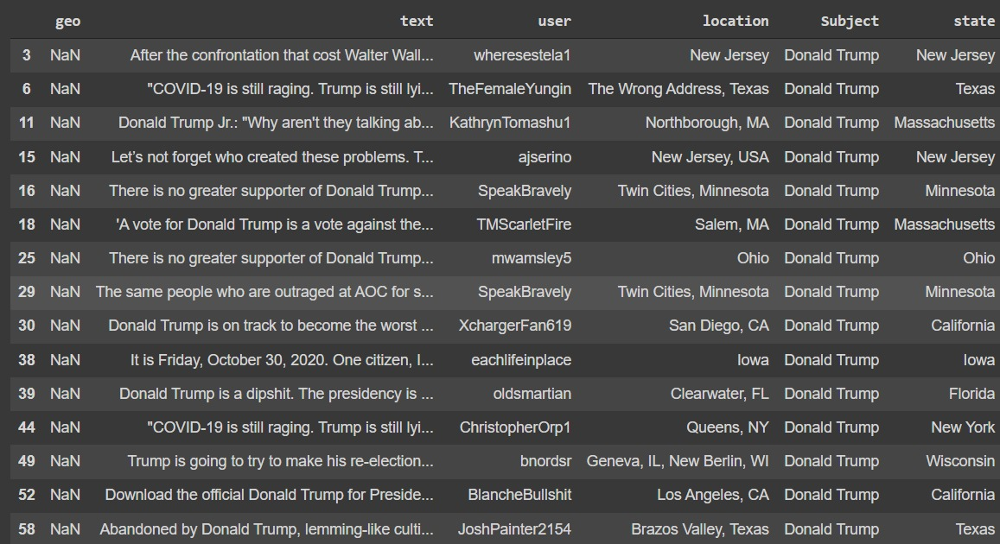 geo text user location Subject state
3 NaN After the confrontation that cost Walter Wall... wheresestela1 New Jersey Donald Trump New Jersey
6 NaN "COVID-19 is still raging. Trump is still lyi... TheFemaleYungin The Wrong Address, Texas Donald Trump Texas
11 NaN Donald Trump Jr.: "Why aren't they talking ab... KathrynTomashu1 Northborough, MA Donald Trump Massachusetts
15 NaN Let’s not forget who created these problems. T... ajserino New Jersey, USA Donald Trump New Jersey
16 NaN There is no greater supporter of Donald Trump... SpeakBravely Twin Cities, Minnesota Donald Trump Minnesota
18 NaN 'A vote for Donald Trump is a vote against the... TMScarletFire Salem, MA Donald Trump Massachusetts
25 NaN There is no greater supporter of Donald Trump... mwamsley5 Ohio Donald Trump Ohio
29 NaN The same people who are outraged at AOC for s... SpeakBravely Twin Cities, Minnesota Donald Trump Minnesota
30 NaN Donald Trump is on track to become the worst ... XchargerFan619 San Diego, CA Donald Trump California
38 NaN It is Friday, October 30, 2020. One citizen, I... eachlifeinplace Iowa Donald Trump Iowa
39 NaN Donald Trump is a dipshit. The presidency is ... oldsmartian Clearwater, FL Donald Trump Florida
44 NaN "COVID-19 is still raging. Trump is still lyi... ChristopherOrp1 Queens, NY Donald Trump New York
49 NaN Trump is going to try to make his re-election... bnordsr Geneva, IL, New Berlin, WI Donald Trump Wisconsin
52 NaN Download the official Donald Trump for Preside... BlancheBullshit Los Angeles, CA Donald Trump California
58 NaN Abandoned by Donald Trump, lemming-like culti... JoshPainter2154 Brazos Valley, Texas Donald Trump Texas